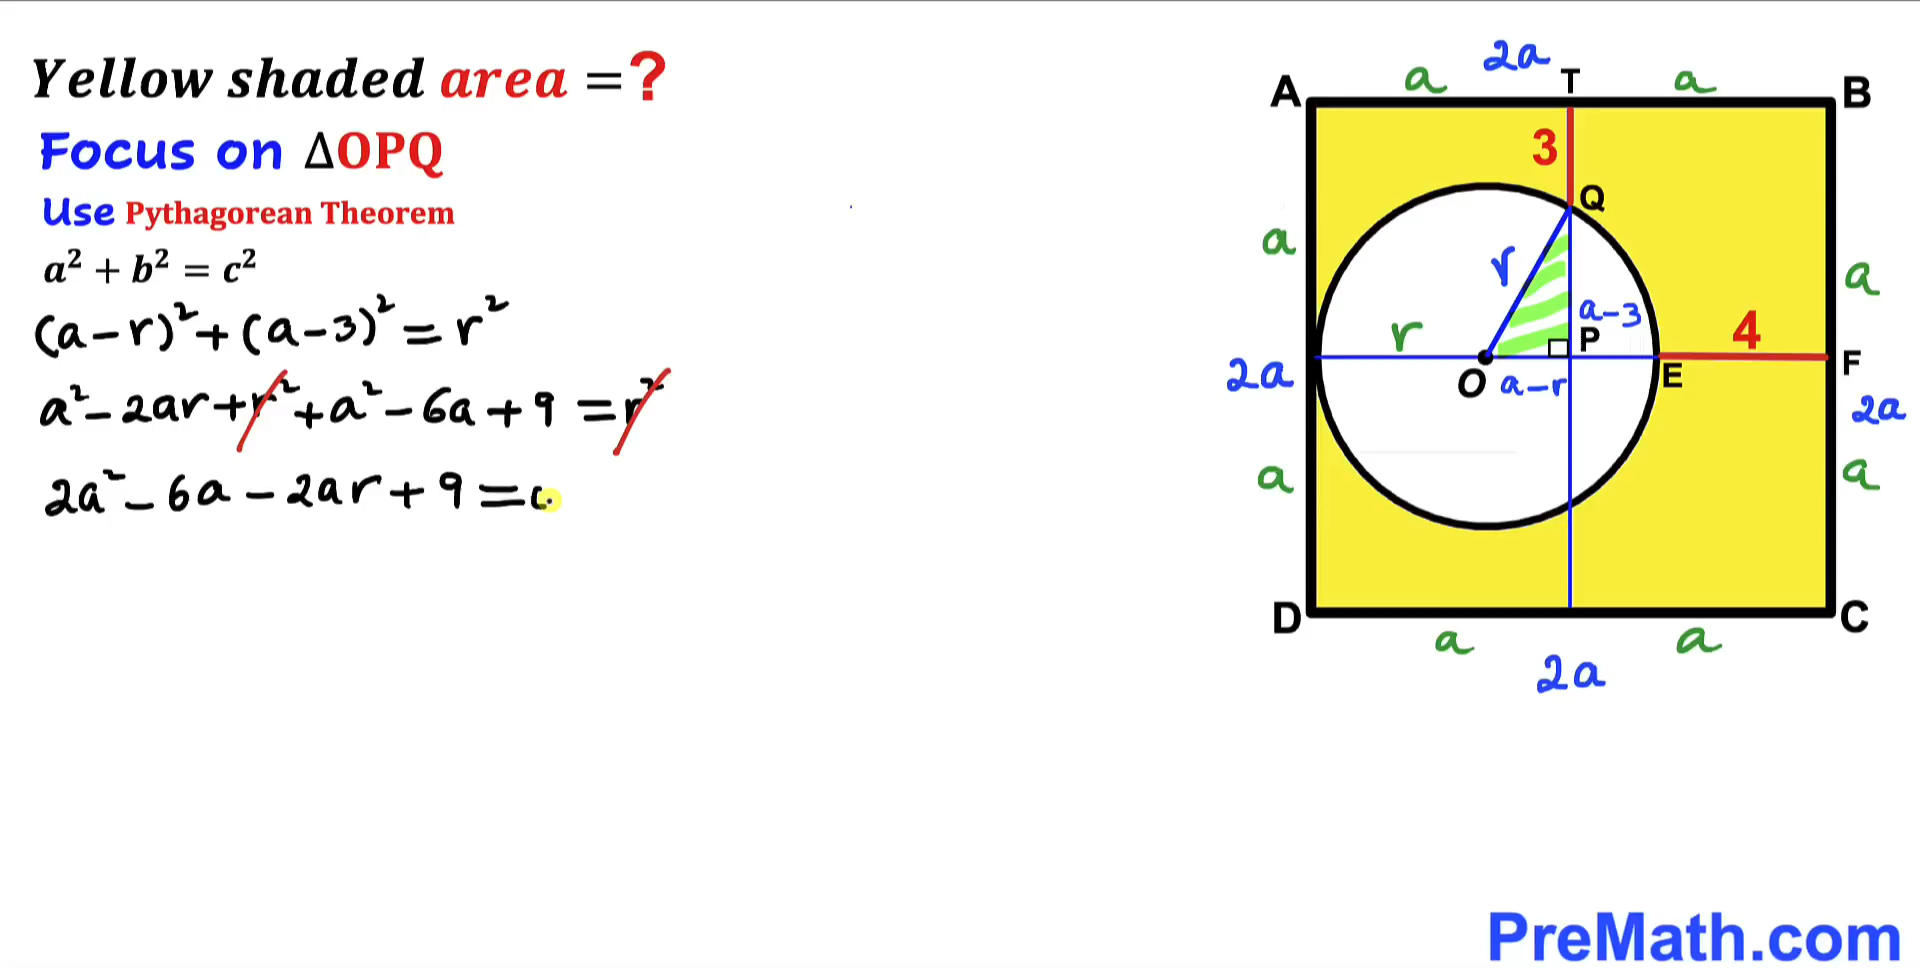 Yellow shaded area =?
Focus on ΔOPQ
Use Pythagorean Theorem
a² + b² = c²
(a-r)²+(a-3)²=r²
a²-2ar+r²+a²-6a+9=r²
2a²-6a-2ar+9=
2a
a T a
A B
3
Q
a r a
a-3
r P 4
2a O a-r E F
2a
a a
D C
a a
2a
PreMath.com